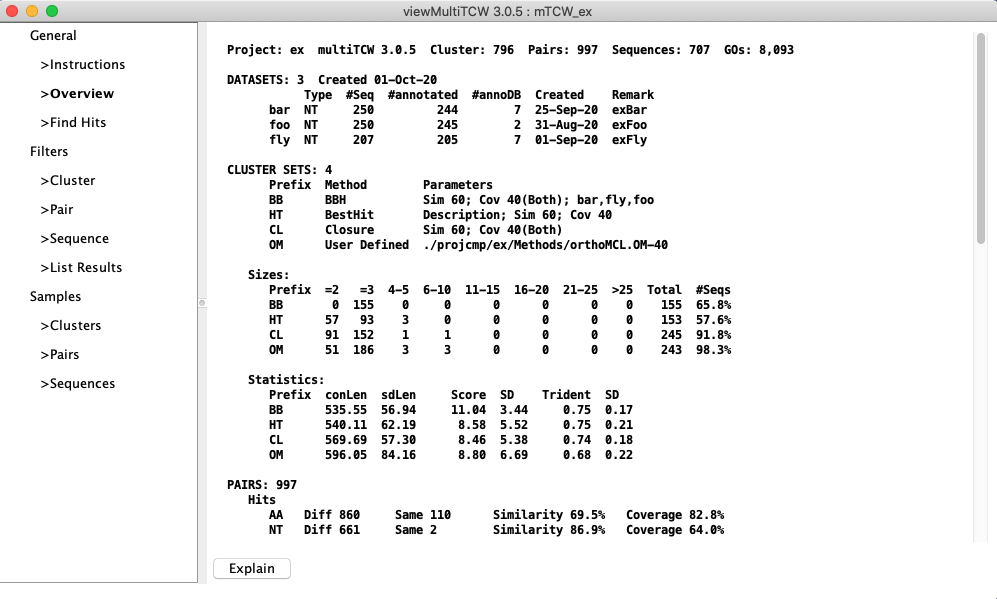 viewMultiTCW 3.0.5 : mTCW_ex
General
>Instructions
>Overview
>Find Hits
Filters
>Cluster
>Pair
>Sequence
>List Results
Samples
>Clusters
>Pairs
>Sequences
Project: ex  multiTCW 3.0.5  Cluster: 796  Pairs: 997  Sequences: 707  GOs: 8,093
DATASETS: 3  Created 01-Oct-20
Type  #Seq  #annotated  #annoDB  Created  Remark
bar  NT  250  244  7  25-Sep-20  exBar
foo  NT  250  245  2  31-Aug-20  exFoo
fly  NT  207  205  7  01-Sep-20  exFly
CLUSTER SETS: 4
Prefix  Method  Parameters
BB  BBH  Sim 60; Cov 40(Both); bar,fly,foo
HT  BestHit  Description; Sim 60; Cov 40
CL  Closure  Sim 60; Cov 40(Both)
OM  User Defined  ./projcmp/ex/Methods/orthoMCL.OM-40
Sizes:
Prefix  =2  =3  4-5  6-10  11-15  16-20  21-25  >25  Total  #Seqs
BB  0  155  0  0  0  0  0  0  155  65.8%
HT  57  93  3  0  0  0  0  0  153  57.6%
CL  91  152  1  1  0  0  0  0  245  91.8%
OM  51  186  3  3  0  0  0  0  243  98.3%
Statistics:
Prefix  conLen  sdLen  Score  SD  Trident  SD
BB  535.55  56.94  11.04  3.44  0.75  0.17
HT  540.11  62.19  8.58  5.52  0.75  0.21
CL  569.69  57.30  8.46  5.38  0.74  0.18
OM  596.05  84.16  8.80  6.69  0.68  0.22
PAIRS: 997
Hits
AA  Diff 860  Same 110  Similarity 69.5%  Coverage 82.8%
NT  Diff 661  Same 2  Similarity 86.9%  Coverage 64.0%
Explain